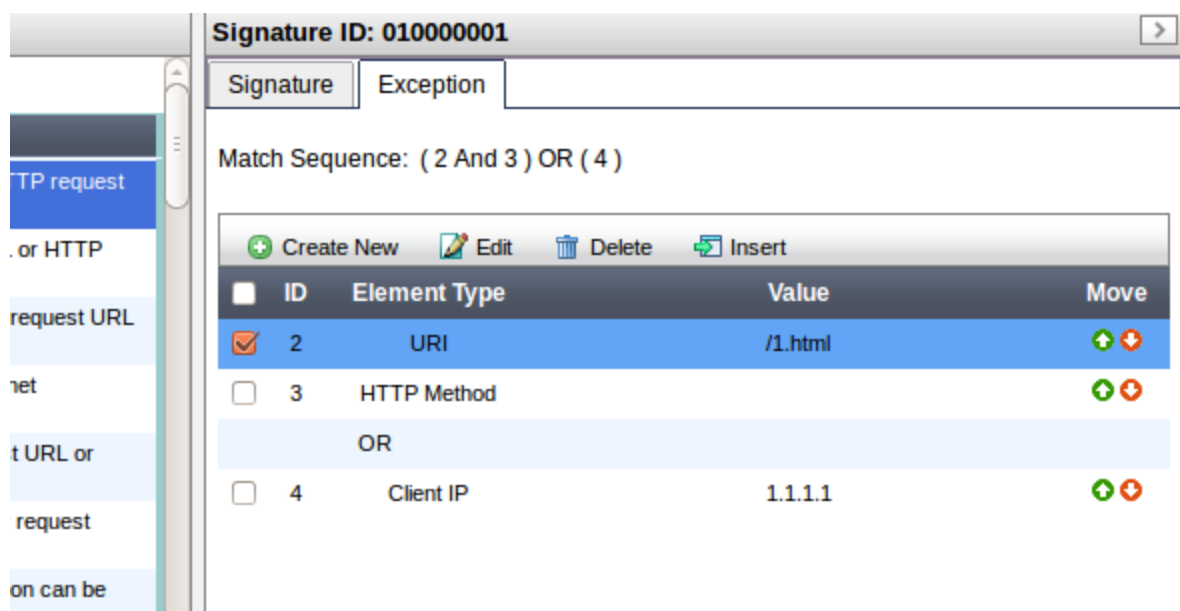 Signature ID: 010000001
Signature Exception
Match Sequence: ( 2 And 3 ) OR ( 4 )
Create New Edit Delete Insert
ID Element Type Value Move
2 URI /1.html
3 HTTP Method
OR
4 Client IP 1.1.1.1
TP request
. or HTTP
request URL
net
t URL or
request
on can be